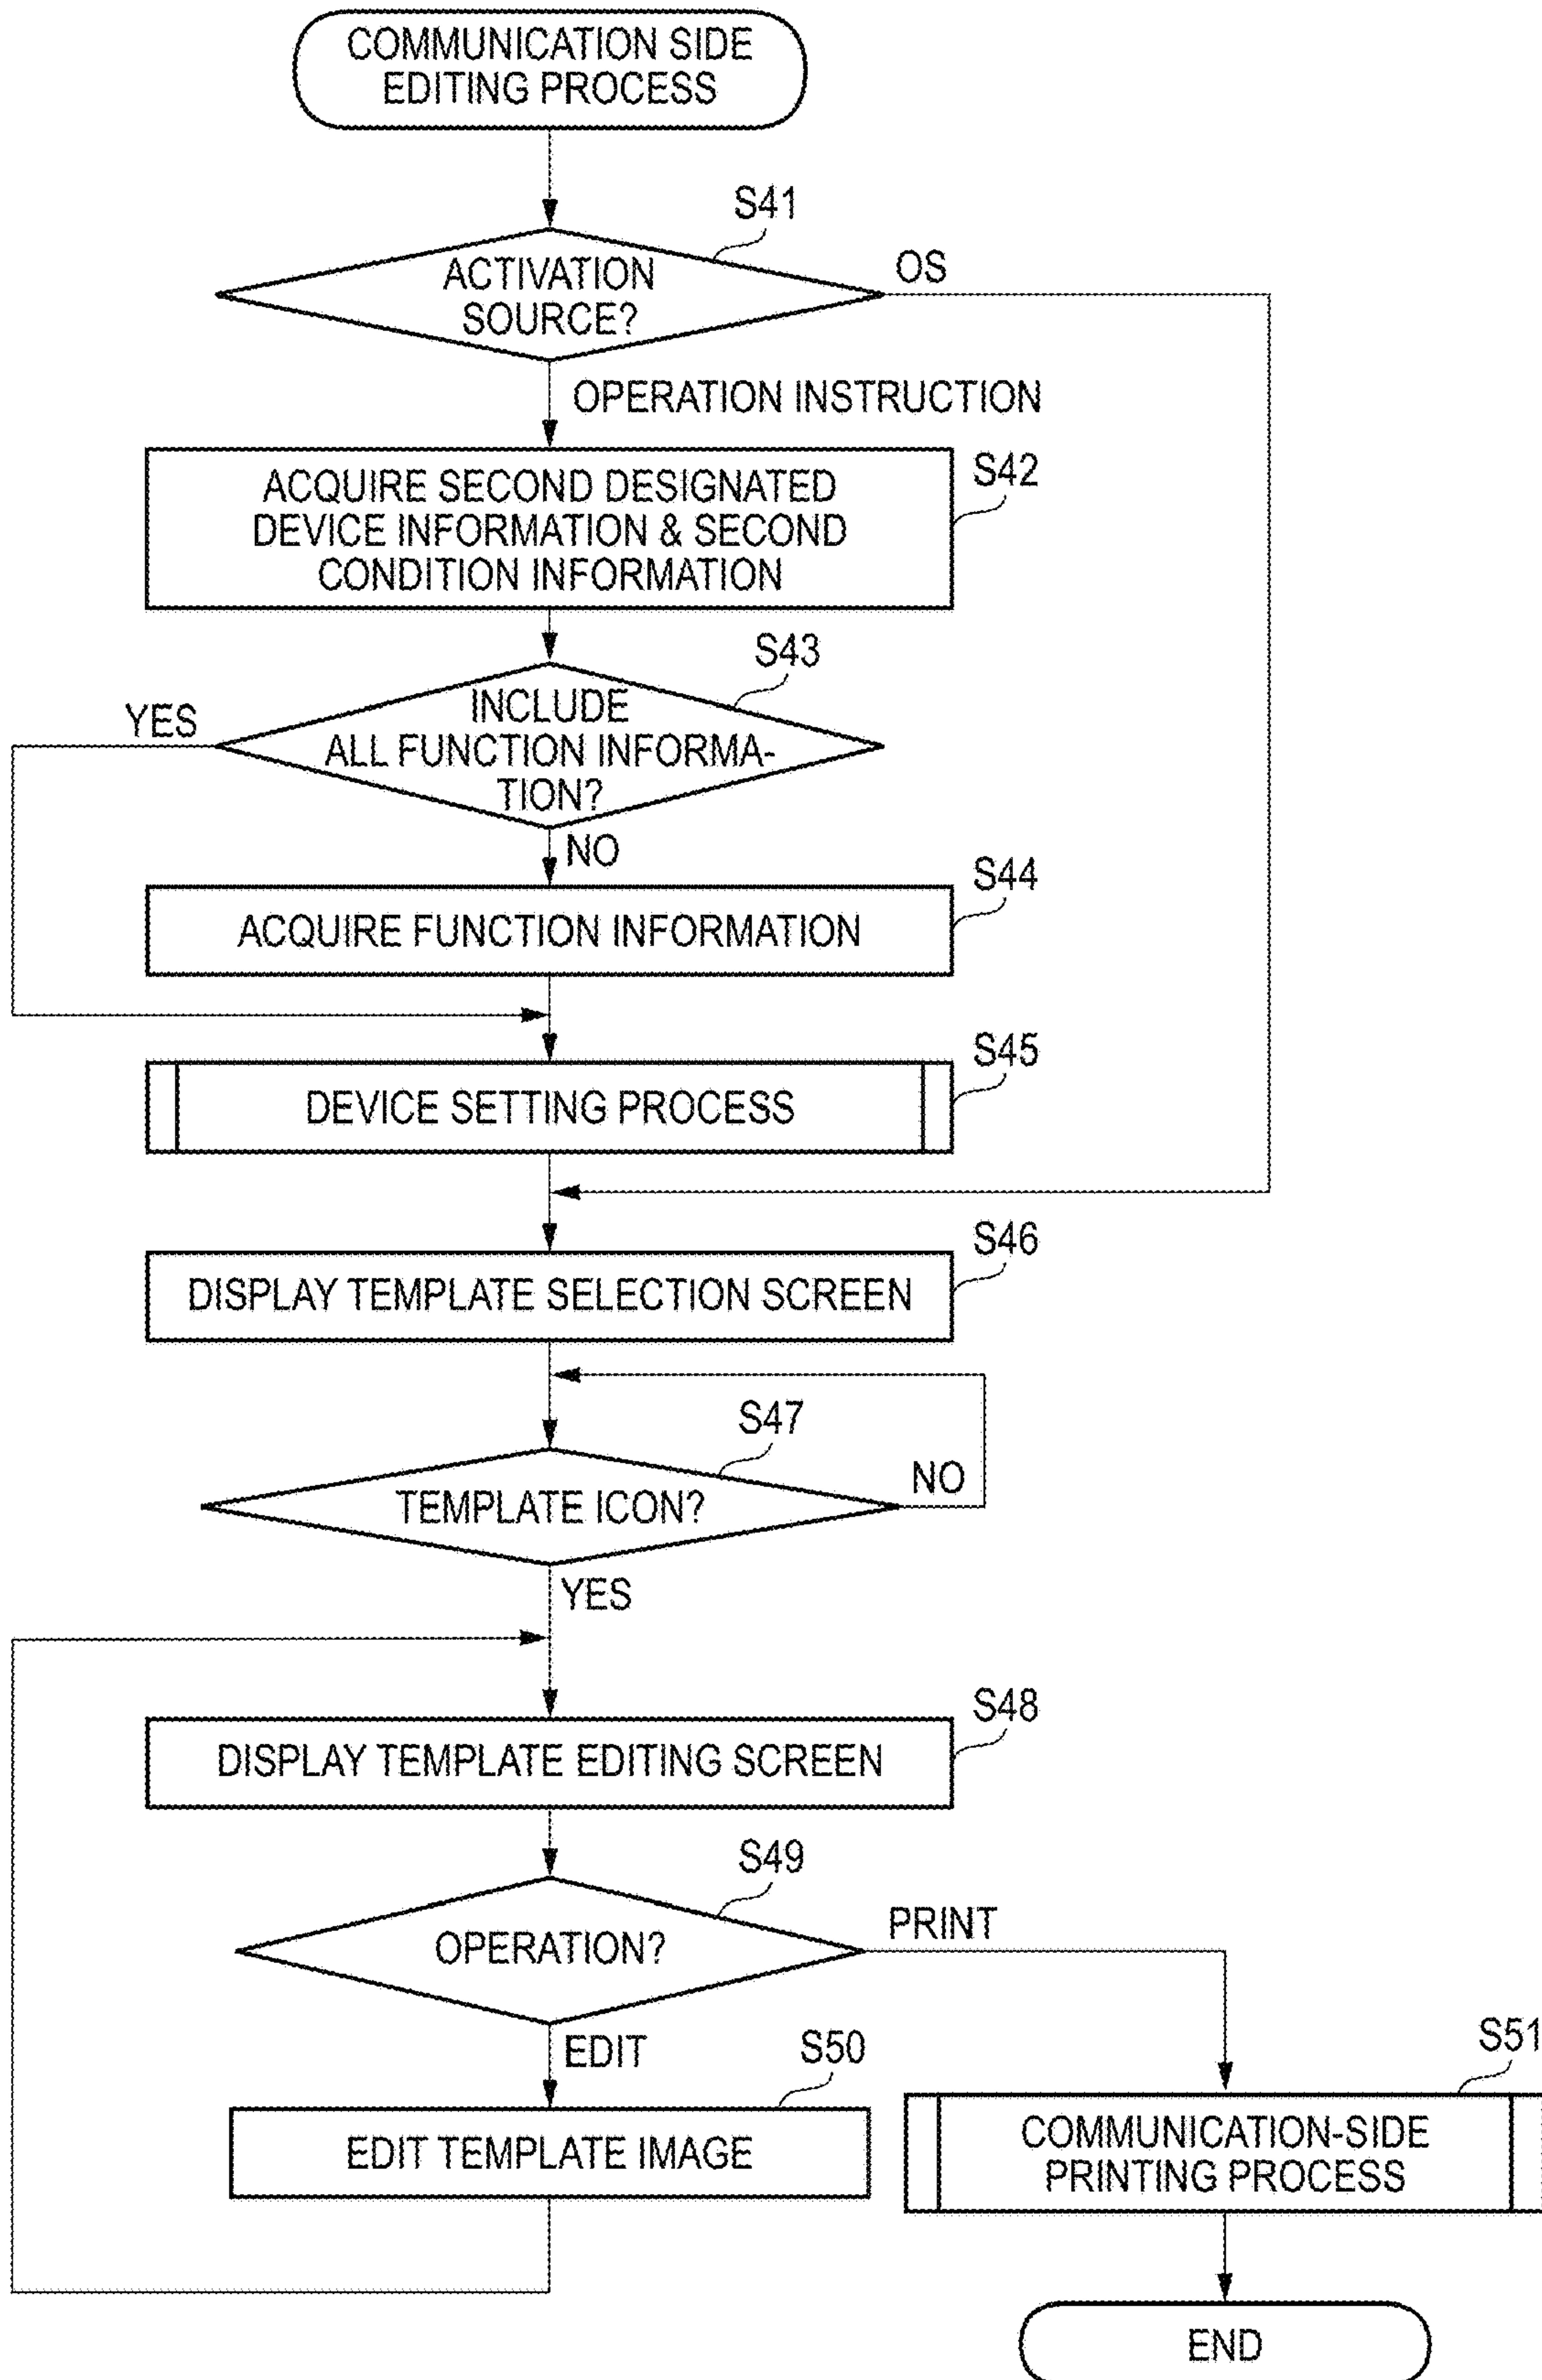 COMMUNICATION SIDE
EDITING PROCESS
S41
ACTIVATION
SOURCE?
OS
OPERATION INSTRUCTION
S42
ACQUIRE SECOND DESIGNATED
DEVICE INFORMATION & SECOND
CONDITION INFORMATION
S43
YES
INCLUDE
ALL FUNCTION INFORMA-
TION?
NO
S44
ACQUIRE FUNCTION INFORMATION
S45
DEVICE SETTING PROCESS
S46
DISPLAY TEMPLATE SELECTION SCREEN
S47
TEMPLATE ICON?
NO
YES
S48
DISPLAY TEMPLATE EDITING SCREEN
S49
OPERATION?
PRINT
EDIT
S50
EDIT TEMPLATE IMAGE
S51
COMMUNICATION-SIDE
PRINTING PROCESS
END